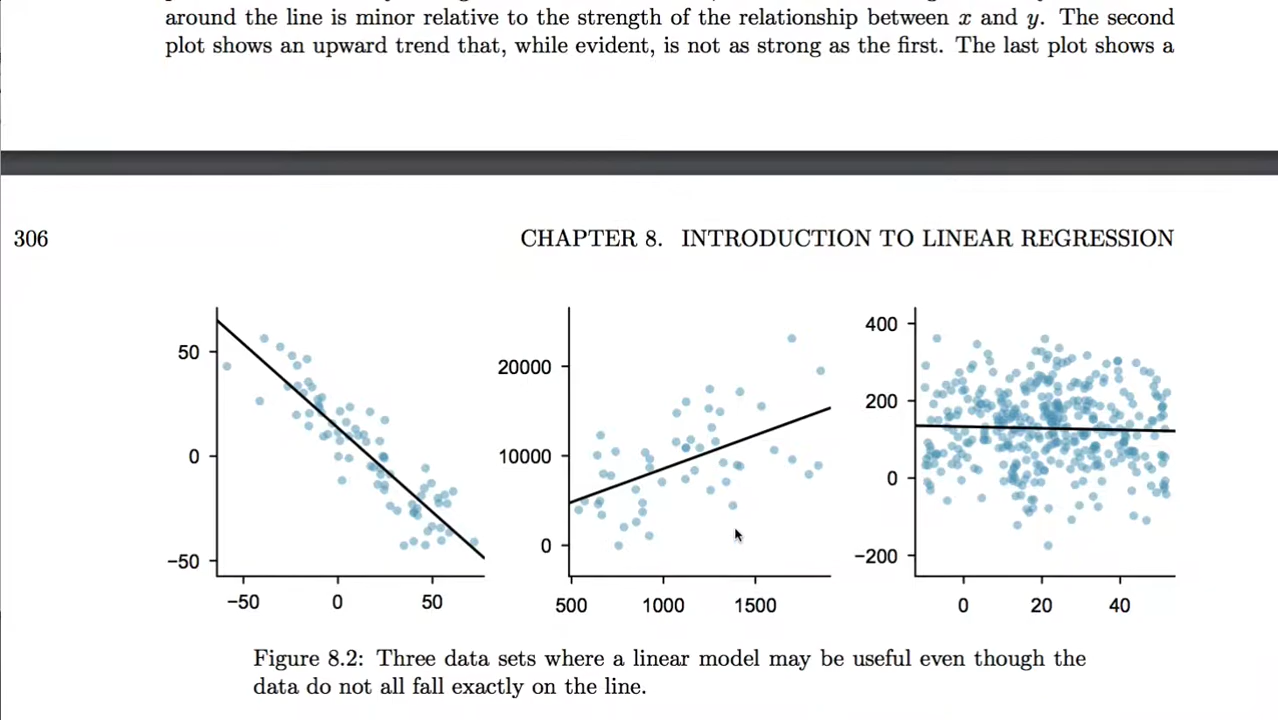 around the line is minor relative to the strength of the relationship between x and y. The second
plot shows an upward trend that, while evident, is not as strong as the first. The last plot shows a
306
CHAPTER 8. INTRODUCTION TO LINEAR REGRESSION
50
0
−50
−50 0 50
20000
10000
0
500 1000 1500
400
200
0
−200
0 20 40
Figure 8.2: Three data sets where a linear model may be useful even though the
data do not all fall exactly on the line.